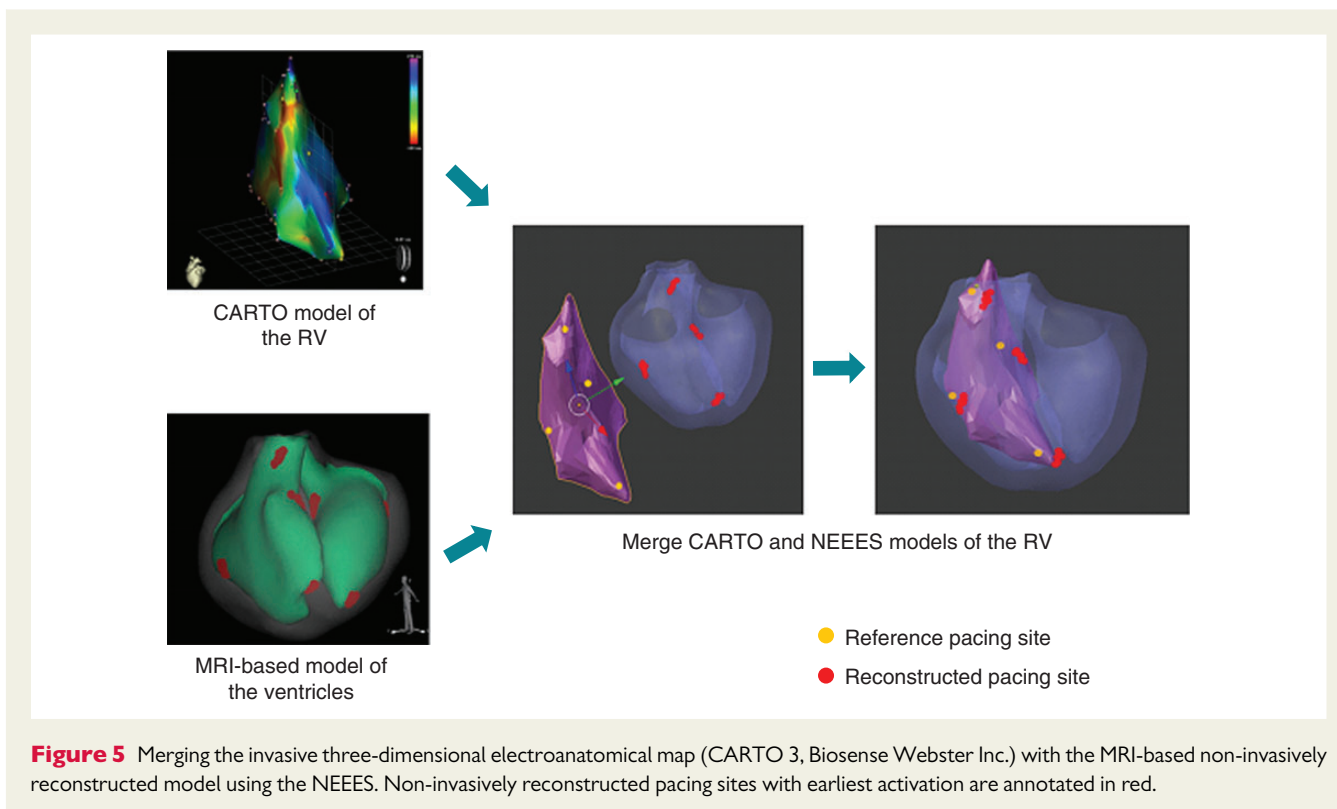 CARTO model of
the RV
MRI-based model of
the ventricles
Merge CARTO and NEEES models of the RV
Reference pacing site
Reconstructed pacing site
Figure 5 Merging the invasive three-dimensional electroanatomical map (CARTO 3, Biosense Webster Inc.) with the MRI-based non-invasively
reconstructed model using the NEEES. Non-invasively reconstructed pacing sites with earliest activation are annotated in red.